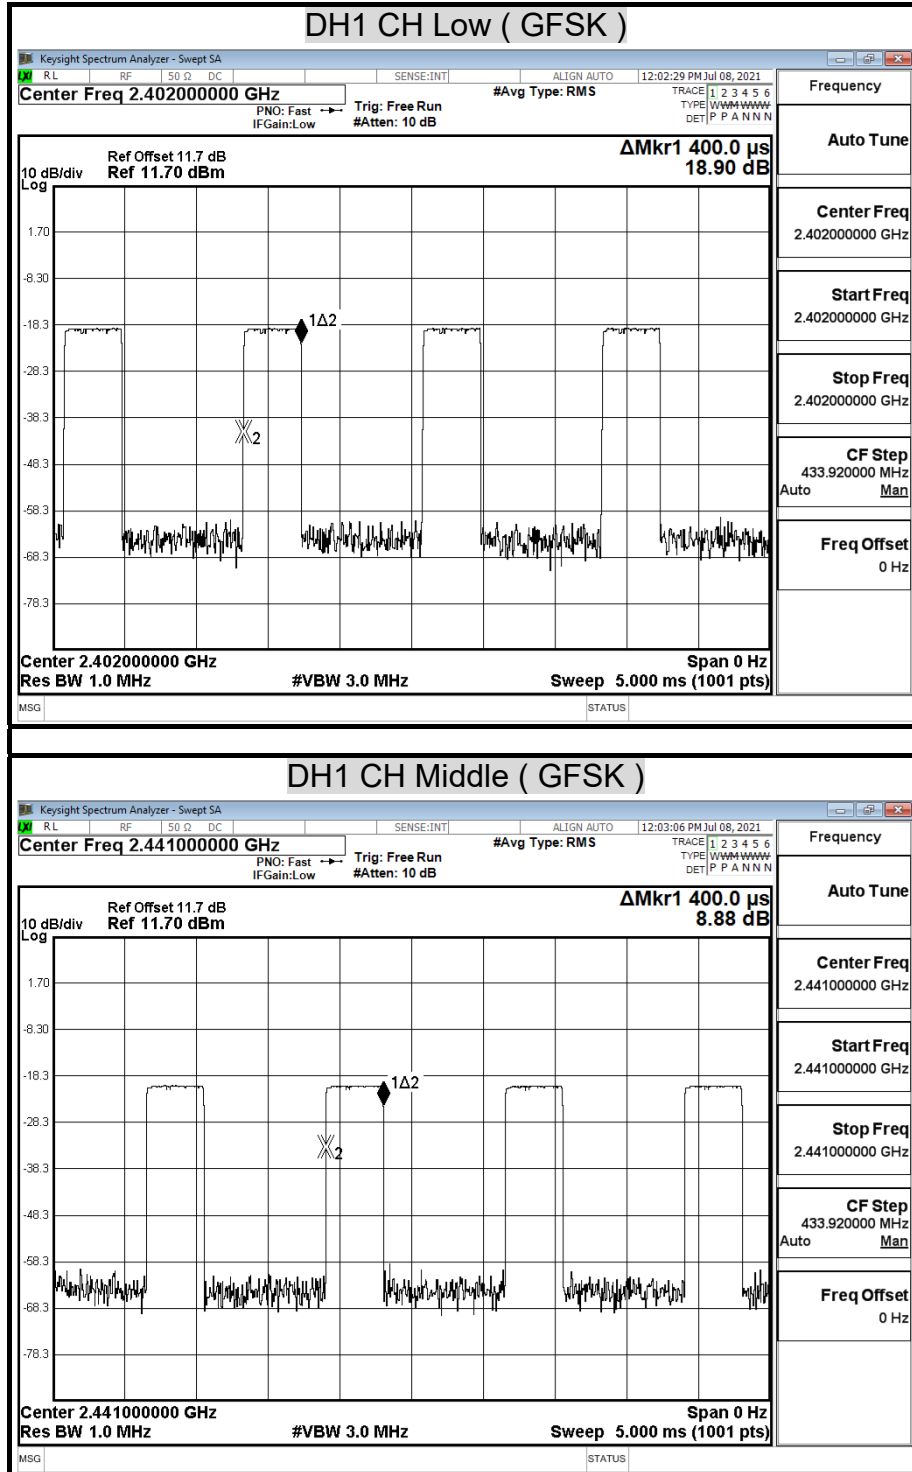 DH1 CH Low ( GFSK )
Keysight Spectrum Analyzer - Swept SA
LXI RL RF 50 Ω DC SENSE:INT ALIGN AUTO 12:02:29 PM Jul 08, 2021
Center Freq 2.402000000 GHz #Avg Type: RMS TRACE 1 2 3 4 5 6
PNO: Fast Trig: Free Run TYPE WWMWWWW
IFGain:Low #Atten: 10 dB DET P P A N N N
Frequency
Auto Tune
ΔMkr1 400.0 µs
18.90 dB
Ref Offset 11.7 dB
10 dB/div Ref 11.70 dBm
Log
1.70
-8.30
-18.3
-28.3
-38.3
-48.3
-58.3
-68.3
-78.3
1Δ2
2
Center Freq
2.402000000 GHz
Start Freq
2.402000000 GHz
Stop Freq
2.402000000 GHz
CF Step
433.920000 MHz
Auto Man
Freq Offset
0 Hz
Center 2.402000000 GHz Span 0 Hz
Res BW 1.0 MHz #VBW 3.0 MHz Sweep 5.000 ms (1001 pts)
MSG STATUS
DH1 CH Middle ( GFSK )
Keysight Spectrum Analyzer - Swept SA
LXI RL RF 50 Ω DC SENSE:INT ALIGN AUTO 12:03:06 PM Jul 08, 2021
Center Freq 2.441000000 GHz #Avg Type: RMS TRACE 1 2 3 4 5 6
PNO: Fast Trig: Free Run TYPE WWMWWWW
IFGain:Low #Atten: 10 dB DET P P A N N N
Frequency
Auto Tune
ΔMkr1 400.0 µs
8.88 dB
Ref Offset 11.7 dB
10 dB/div Ref 11.70 dBm
Log
1.70
-8.30
-18.3
-28.3
-38.3
-48.3
-58.3
-68.3
-78.3
1Δ2
2
Center Freq
2.441000000 GHz
Start Freq
2.441000000 GHz
Stop Freq
2.441000000 GHz
CF Step
433.920000 MHz
Auto Man
Freq Offset
0 Hz
Center 2.441000000 GHz Span 0 Hz
Res BW 1.0 MHz #VBW 3.0 MHz Sweep 5.000 ms (1001 pts)
MSG STATUS